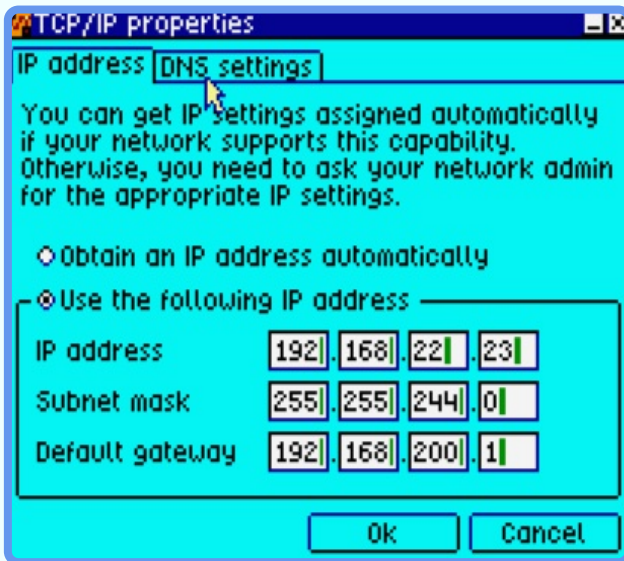 TCP/IP properties
IP address DNS settings
You can get IP settings assigned automatically
if your network supports this capability.
Otherwise, you need to ask your network admin
for the appropriate IP settings.
Obtain an IP address automatically
Use the following IP address
IP address 192.168.22.23
Subnet mask 255.255.244.0
Default gateway 192.168.200.1
Ok Cancel